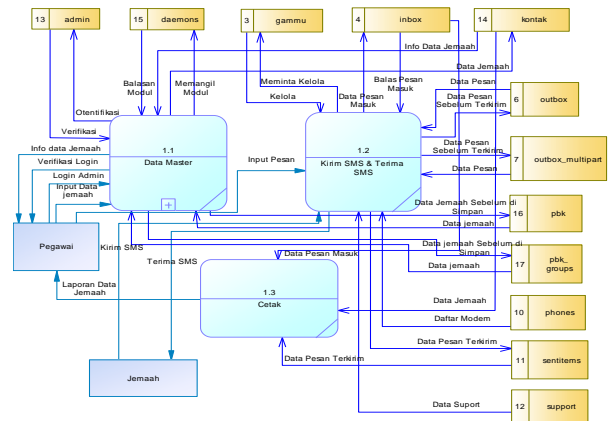 13 admin
15 daemons
3 gammu
4 inbox
14 kontak
Info Data Jemaah
Data Jemaah
Balasan
Modul
Memangil
Modul
Meminta Kelola
Kelola
Data Pesan
Masuk
Balas Pesan
Masuk
Data Pesan
Data Pesan
Sebelum Terkirim
6 outbox
Otentifikasi
Verifikasi
1.1
Data Master
1.2
Kirim SMS & Terima
SMS
Data Pesan
Sebelum Terkirim
Data Pesan
7 outbox_multipart
Info data Jemaah
Verifikasi Login
Login Admin
Input Data
jemaah
Input Pesan
Data Jemaah Sebelum di
Simpan
Data jemaah
16 pbk
Pegawai
Kirim SMS
Terima SMS
Data Pesan Masuk
Data jemaah Sebelum di
Simpan
Data jemaah
17 pbk_
groups
Laporan Data
Jemaah
1.3
Cetak
Data Jemaah
Daftar Modem
10 phones
Data Pesan Terkirim
Data Pesan Terkirim
11 sentitems
Jemaah
Data Suport
12 support